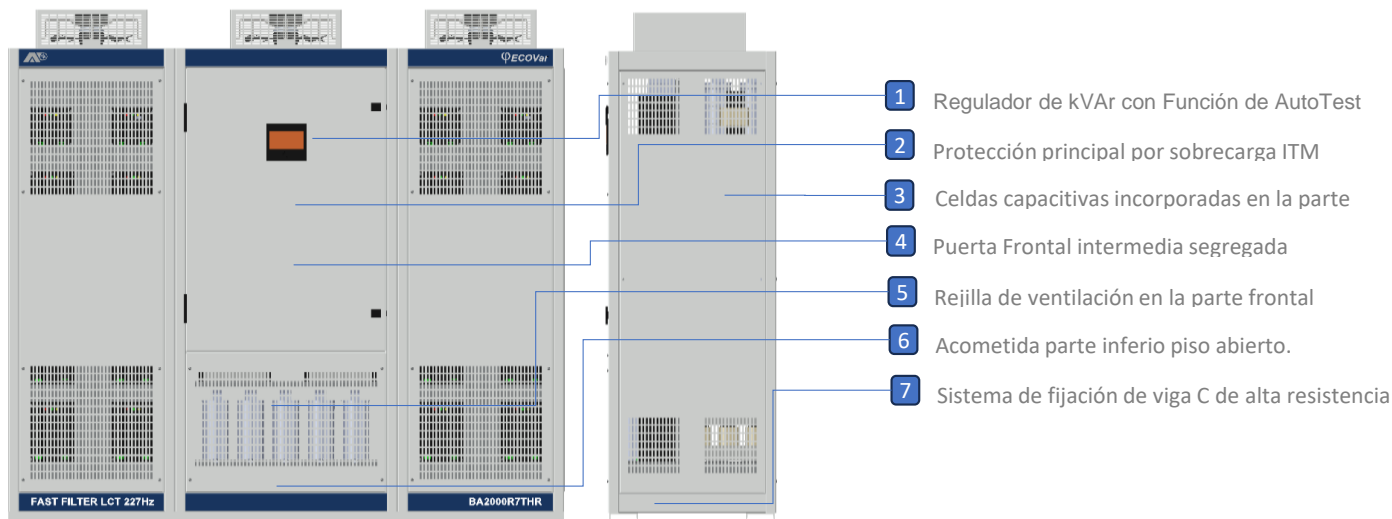 φECOVar
1 Regulador de kVAr con Función de AutoTest
2 Protección principal por sobrecarga ITM
3 Celdas capacitivas incorporadas en la parte
4 Puerta Frontal intermedia segregada
5 Rejilla de ventilación en la parte frontal
6 Acometida parte inferio piso abierto.
7 Sistema de fijación de viga C de alta resistencia
FAST FILTER LCT 227Hz
BA2000R7THR